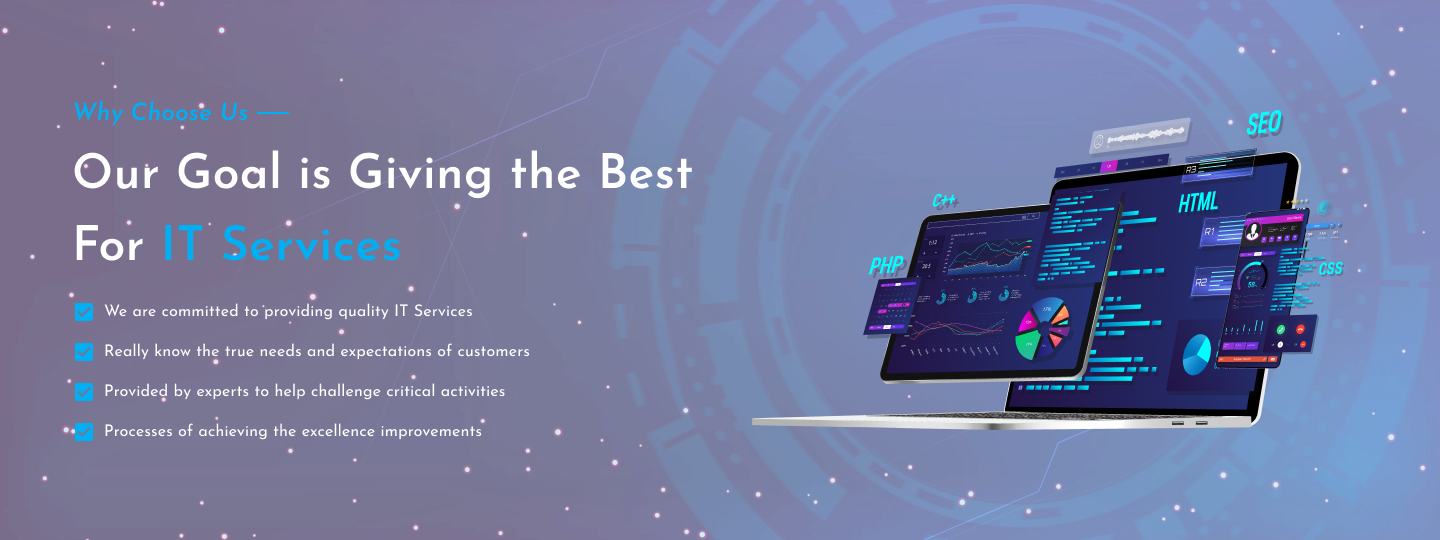 Why Choose Us
Our Goal is Giving the Best
For IT Services
We are committed to providing quality IT Services
Really know the true needs and expectations of customers
Provided by experts to help challenge critical activities
Processes of achieving the excellence improvements
SEO
C++
HTML
PHP
CSS
R3
R1
R2